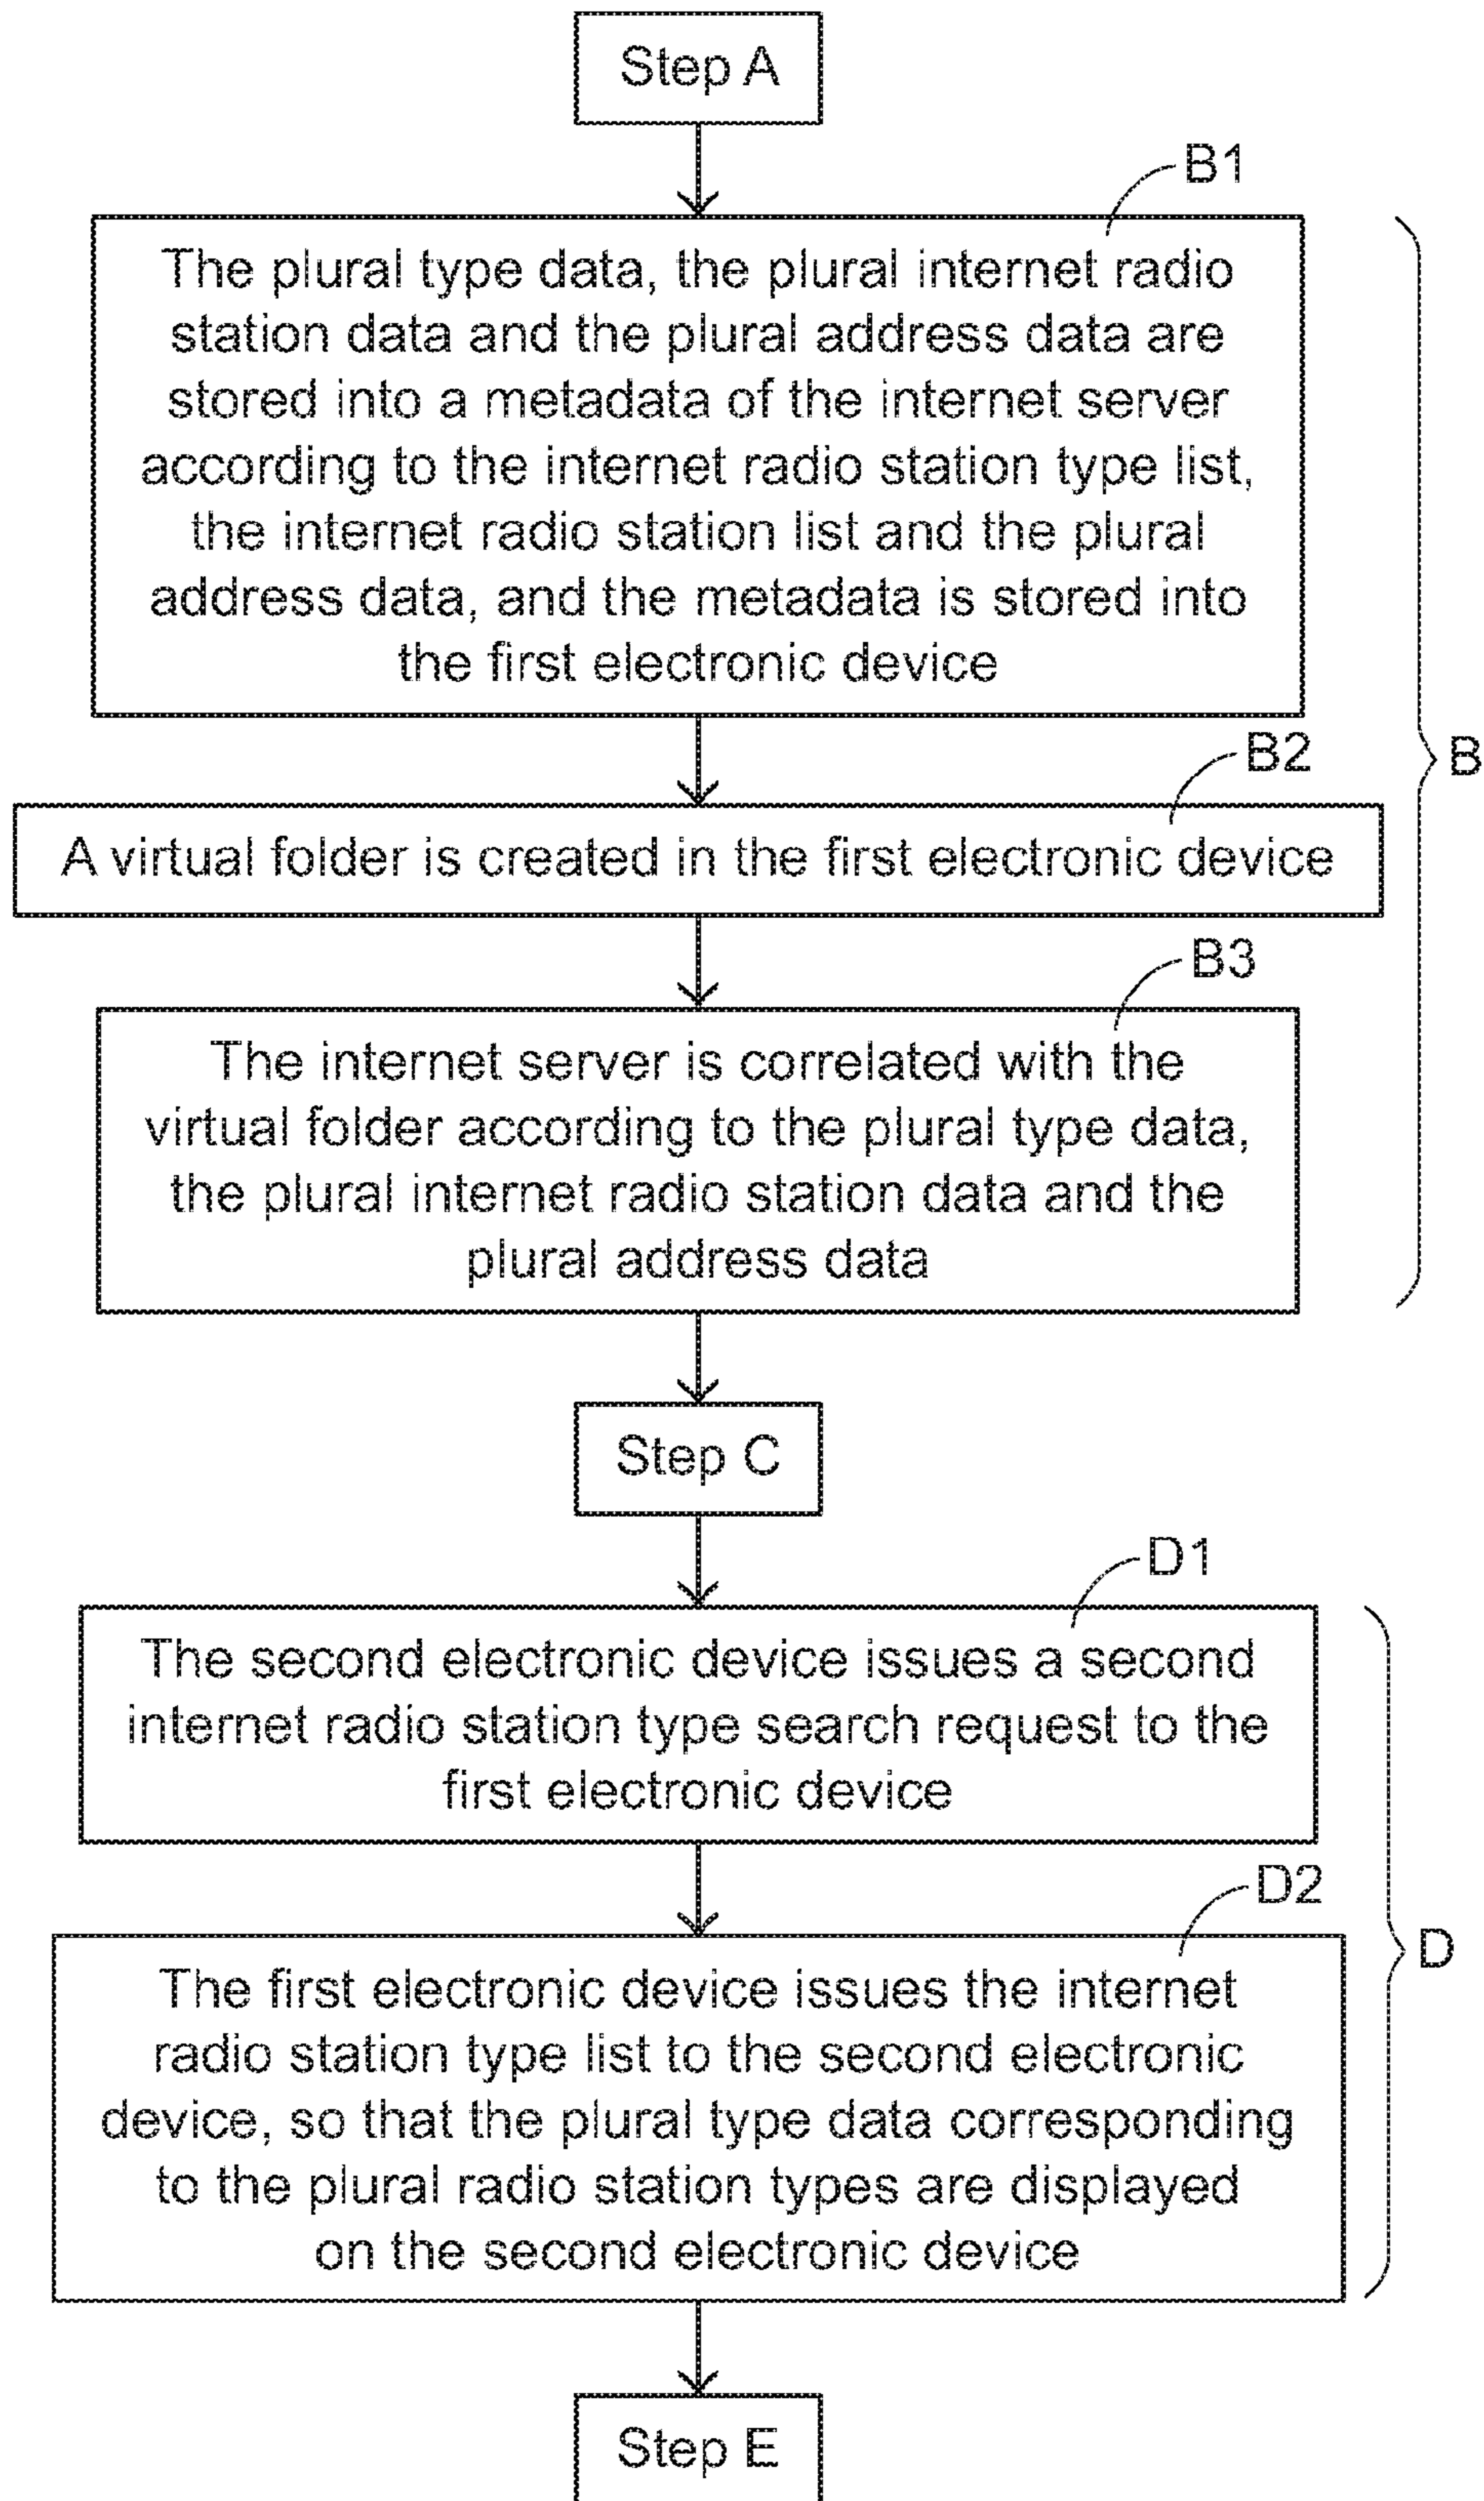 Step A
B1
The plural type data, the plural internet radio
station data and the plural address data are
stored into a metadata of the internet server
according to the internet radio station type list,
the internet radio station list and the plural
address data, and the metadata is stored into
the first electronic device
B
B2
A virtual folder is created in the first electronic device
B3
The internet server is correlated with the
virtual folder according to the plural type data,
the plural internet radio station data and the
plural address data
Step C
D1
The second electronic device issues a second
internet radio station type search request to the
first electronic device
D2
D
The first electronic device issues the internet
radio station type list to the second electronic
device, so that the plural type data corresponding
to the plural radio station types are displayed
on the second electronic device
Step E